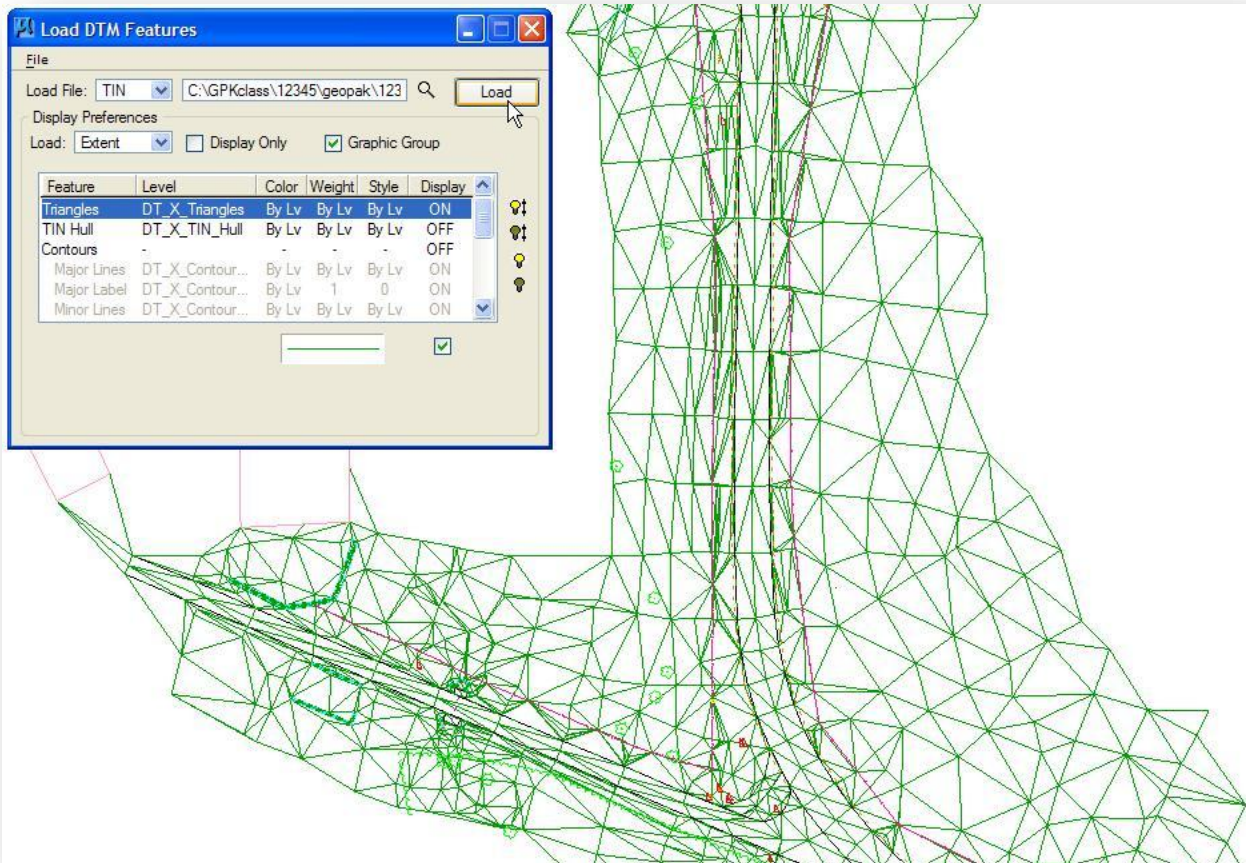 Load DTM Features
File
Load File: TIN C:\GPKclass\12345\geopak\123 Load
Display Preferences
Load: Extent Display Only Graphic Group
Feature Level Color Weight Style Display
Triangles DT_X_Triangles By Lv By Lv By Lv ON
TIN Hull DT_X_TIN_Hull By Lv By Lv By Lv OFF
Contours - - - - OFF
Major Lines DT_X_Contour... By Lv By Lv By Lv ON
Major Label DT_X_Contour... By Lv 1 0 ON
Minor Lines DT_X_Contour... By Lv By Lv By Lv ON